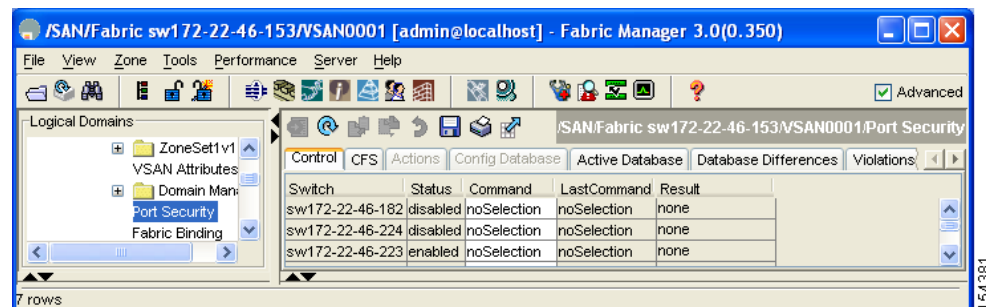 /SAN/Fabric sw172-22-46-153/VSAN0001 [admin@localhost] - Fabric Manager 3.0(0.350)
File View Zone Tools Performance Server Help
Advanced
Logical Domains
/SAN/Fabric sw172-22-46-153/VSAN0001/Port Security
ZoneSet1v1
VSAN Attributes
Domain Mana
Port Security
Fabric Binding
Control CFS Actions Config Database Active Database Database Differences Violations
Switch Status Command LastCommand Result
sw172-22-46-182 disabled noSelection noSelection none
sw172-22-46-224 disabled noSelection noSelection none
sw172-22-46-223 enabled noSelection noSelection none
7 rows
154381